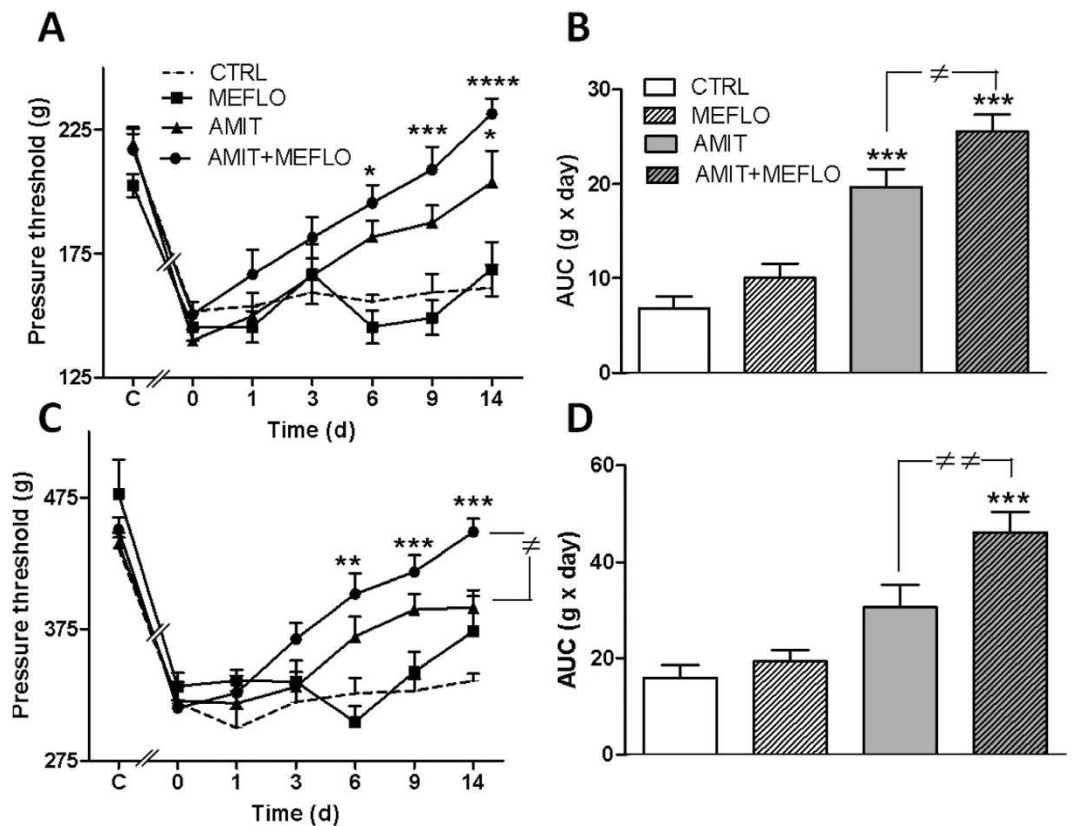 A
CTRL
MEFLO
AMIT
AMIT+MEFLO
Pressure threshold (g)
225
175
125
*
***
****
*
C 0 1 3 6 9 14
Time (d)
B
CTRL
MEFLO
AMIT
AMIT+MEFLO
AUC (g x day)
30
20
10
0
≠
***
***
C
Pressure threshold (g)
475
375
275
**
***
***
≠
C 0 1 3 6 9 14
Time (d)
D
AUC (g x day)
60
40
20
0
≠ ≠
***